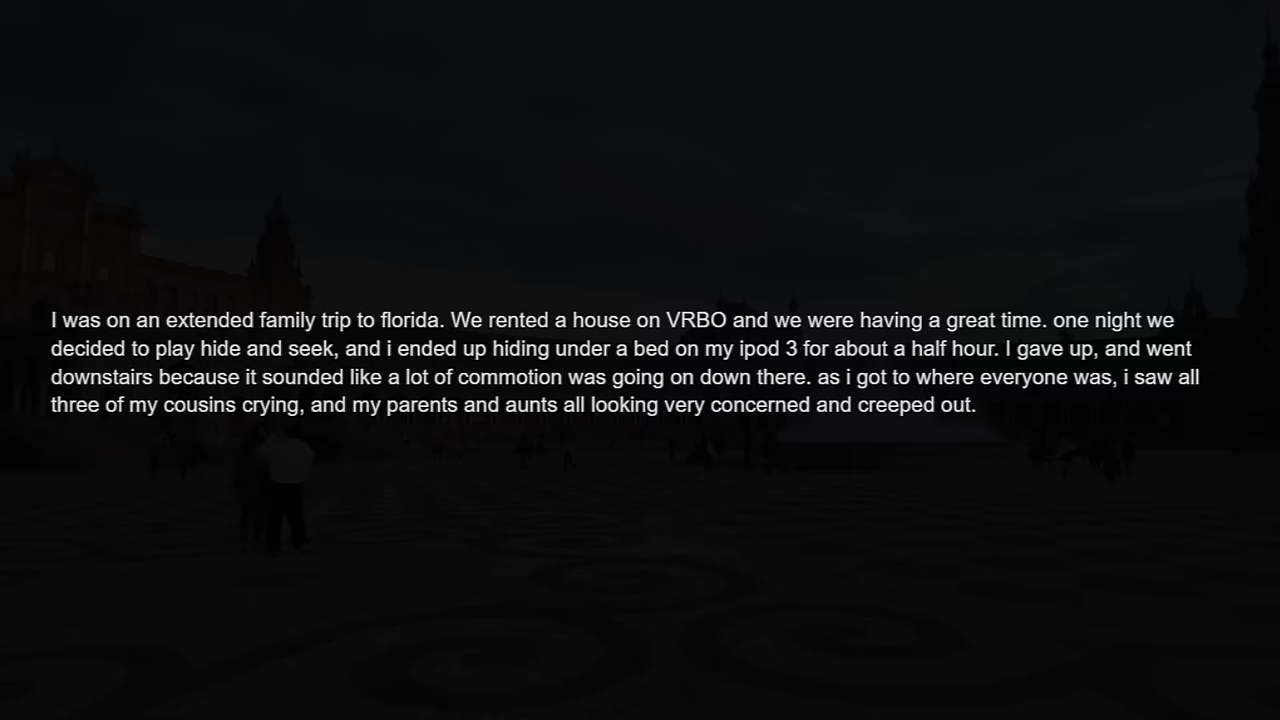 I was on an extended family trip to florida. We rented a house on VRBO and we were having a great time. one night we
decided to play hide and seek, and i ended up hiding under a bed on my ipod 3 for about a half hour. I gave up, and went
downstairs because it sounded like a lot of commotion was going on down there. as i got to where everyone was, i saw all
three of my cousins crying, and my parents and aunts all looking very concerned and creeped out.